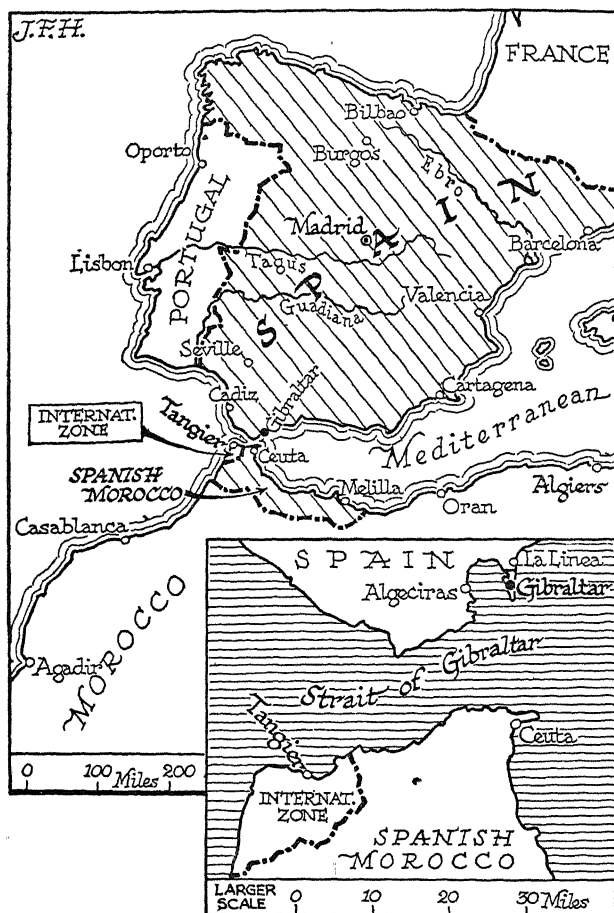 J.F.H.
FRANCE
Bilbao
Burgos
Ebro
Oporto
PORTUGAL
SPAIN
Madrid
Barcelona
Lisbon
Tagus
Guadiana
Valencia
Seville
Cadiz
Gibraltar
Cartagena
Mediterranean
INTERNAT.
ZONE
Tangier
Ceuta
SPANISH
MOROCCO
Melilla
Oran
Algiers
Casablanca
Agadir
MOROCCO
0 100 Miles 200
SPAIN
La Linea
Algeciras
Gibraltar
Strait of Gibraltar
Tangier
Ceuta
INTERNAT.
ZONE
SPANISH
MOROCCO
LARGER
SCALE
0 10 20 30 Miles